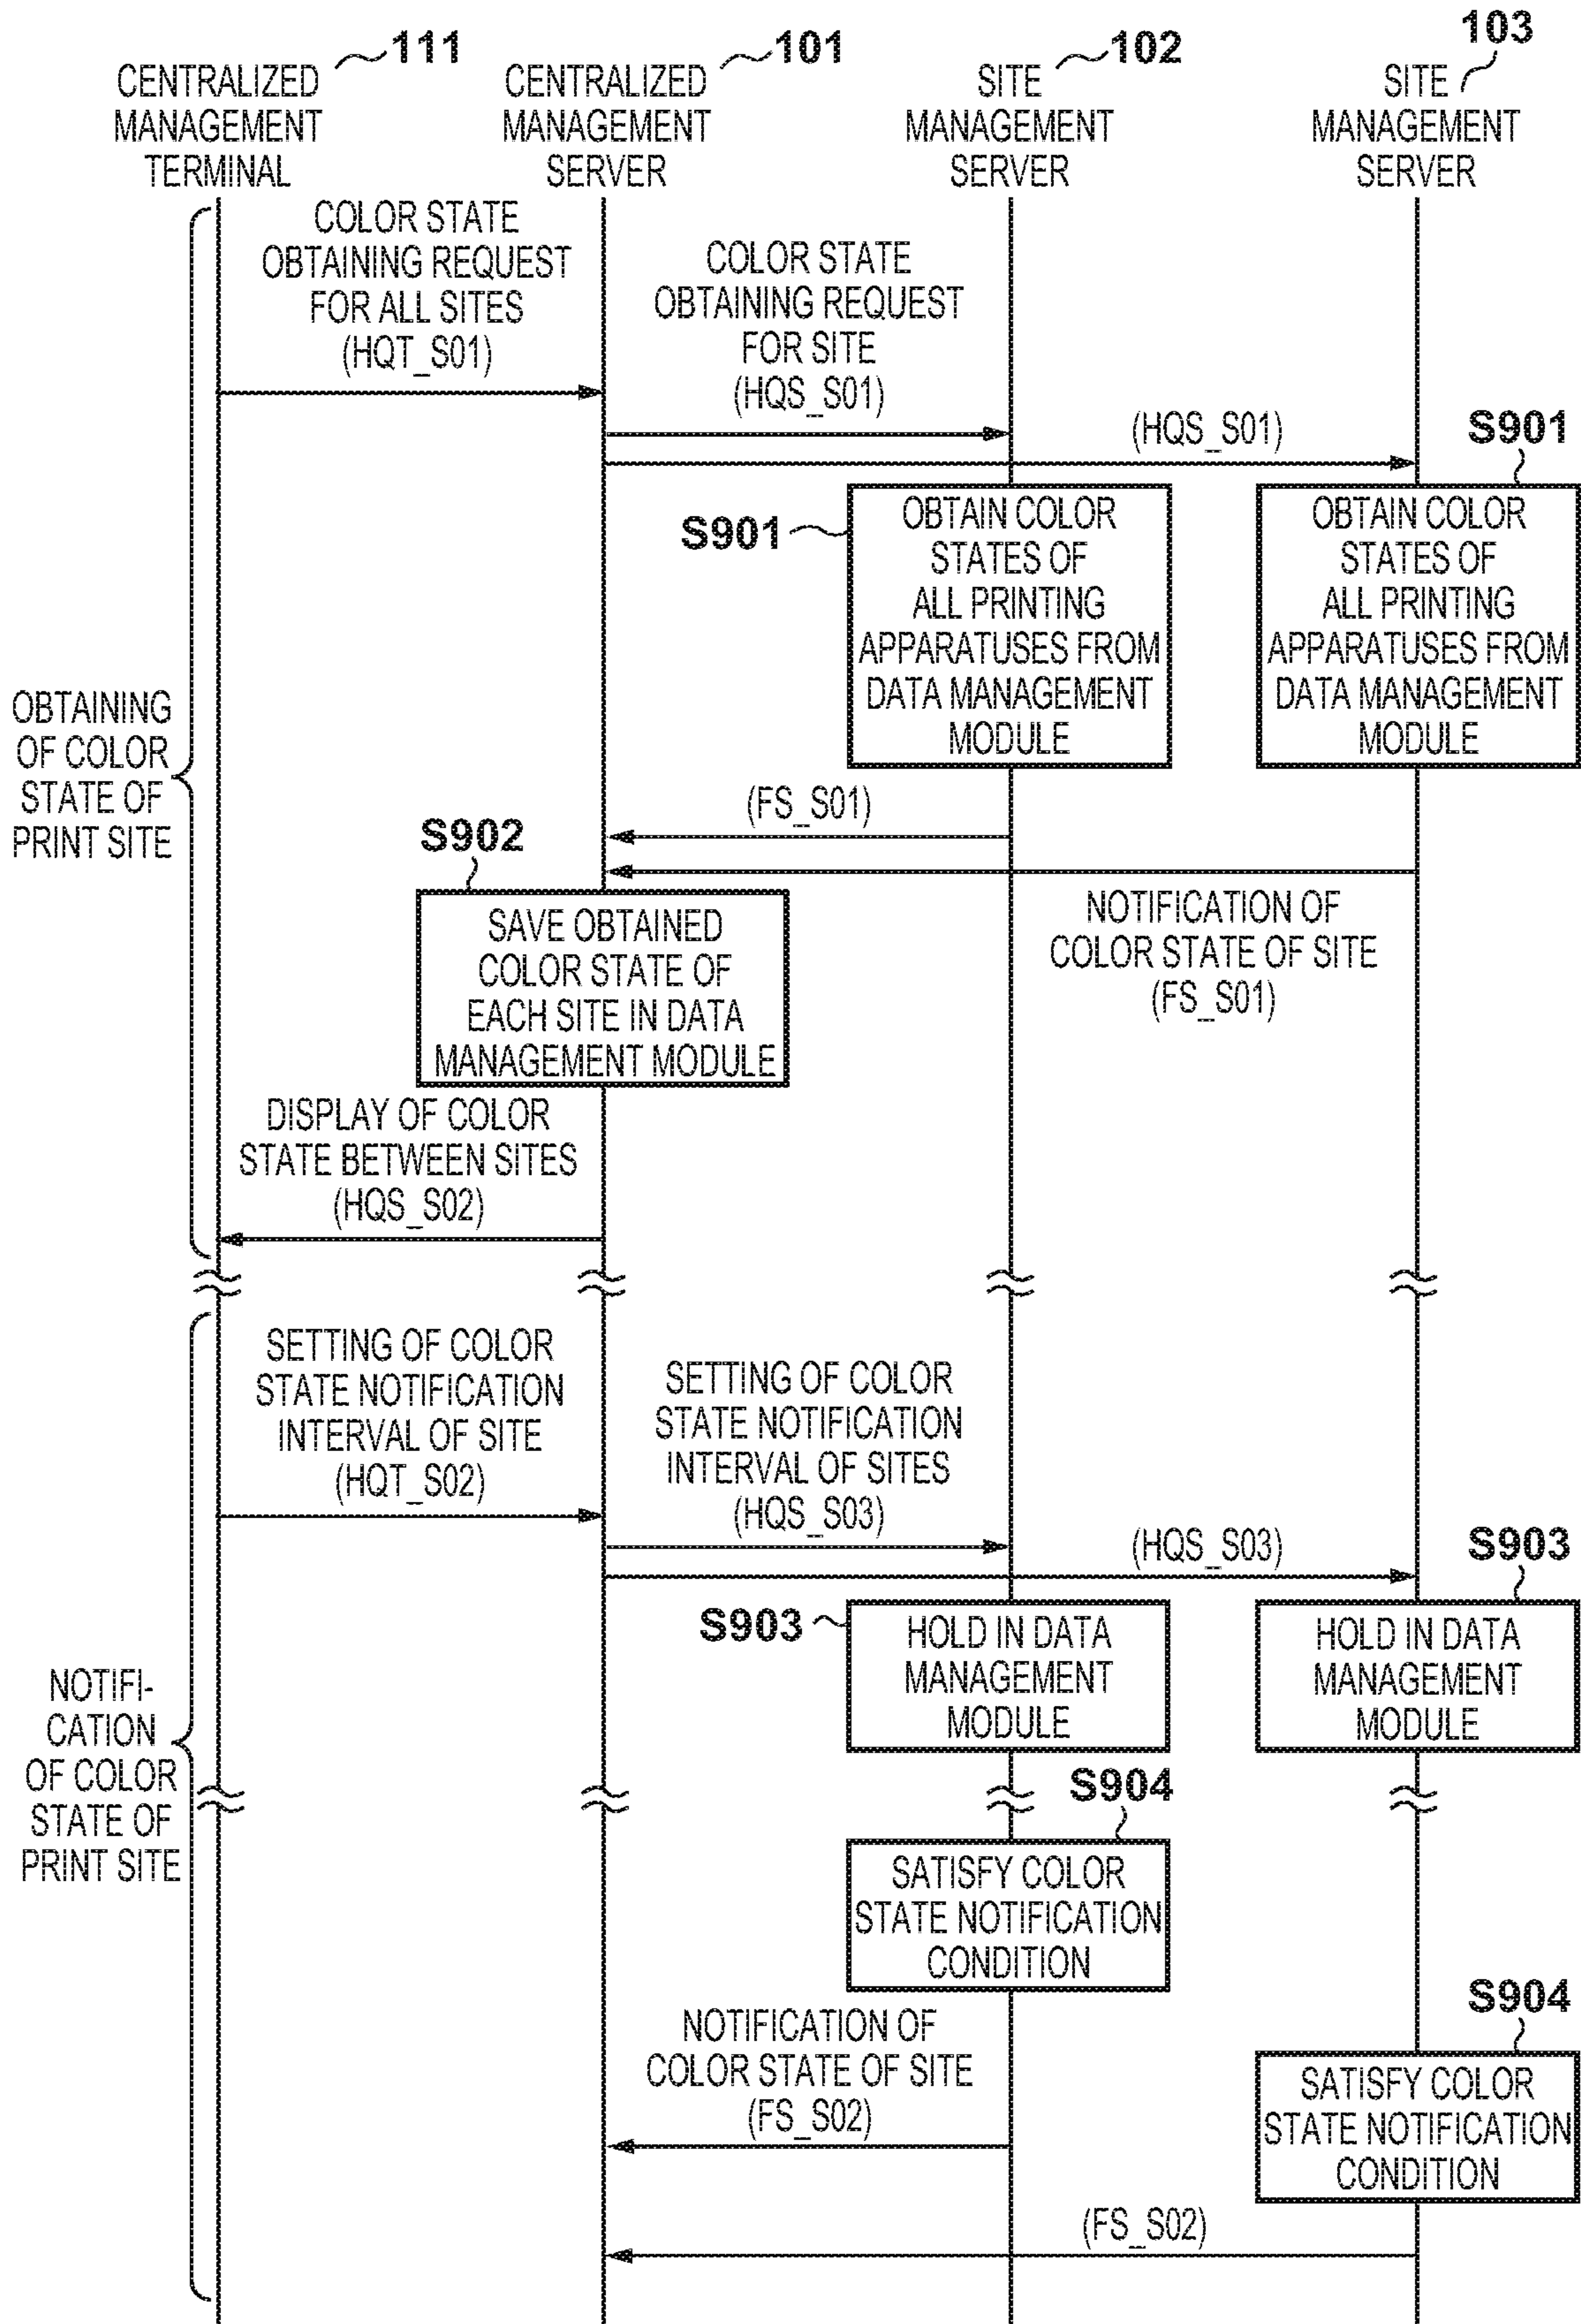 111
CENTRALIZED
MANAGEMENT
TERMINAL
101
CENTRALIZED
MANAGEMENT
SERVER
102
SITE
MANAGEMENT
SERVER
103
SITE
MANAGEMENT
SERVER
OBTAINING
OF COLOR
STATE OF
PRINT SITE
COLOR STATE
OBTAINING REQUEST
FOR ALL SITES
(HQT_S01)
COLOR STATE
OBTAINING REQUEST
FOR SITE
(HQS_S01)
(HQS_S01)
S901
OBTAIN COLOR
STATES OF
ALL PRINTING
APPARATUSES FROM
DATA MANAGEMENT
MODULE
S901
OBTAIN COLOR
STATES OF
ALL PRINTING
APPARATUSES FROM
DATA MANAGEMENT
MODULE
(FS_S01)
NOTIFICATION OF
COLOR STATE OF SITE
(FS_S01)
S902
SAVE OBTAINED
COLOR STATE OF
EACH SITE IN DATA
MANAGEMENT MODULE
DISPLAY OF COLOR
STATE BETWEEN SITES
(HQS_S02)
NOTIFI-
CATION
OF COLOR
STATE OF
PRINT SITE
SETTING OF COLOR
STATE NOTIFICATION
INTERVAL OF SITE
(HQT_S02)
SETTING OF COLOR
STATE NOTIFICATION
INTERVAL OF SITES
(HQS_S03)
(HQS_S03)
S903
HOLD IN DATA
MANAGEMENT
MODULE
S903
HOLD IN DATA
MANAGEMENT
MODULE
S904
SATISFY COLOR
STATE NOTIFICATION
CONDITION
NOTIFICATION OF
COLOR STATE OF SITE
(FS_S02)
S904
SATISFY COLOR
STATE NOTIFICATION
CONDITION
(FS_S02)